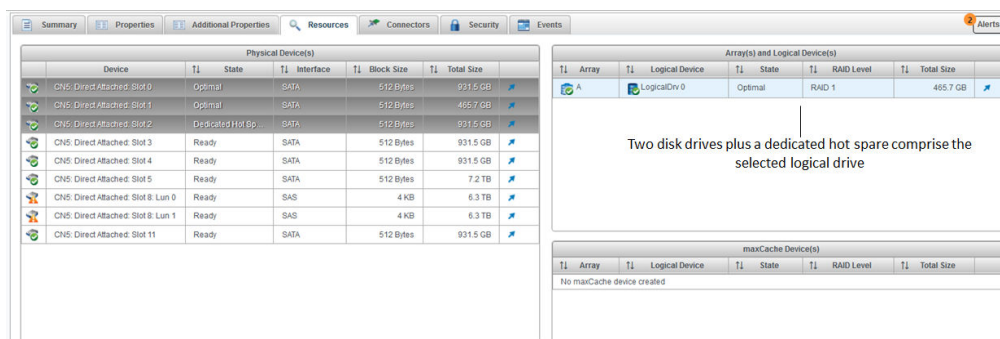 Summary Properties Additional Properties Resources Connectors Security Events 2 Alerts
Physical Device(s)
Device State Interface Block Size Total Size
CN5: Direct Attached: Slot 0 Optimal SATA 512 Bytes 931.5 GB
CN5: Direct Attached: Slot 1 Optimal SATA 512 Bytes 465.7 GB
CN5: Direct Attached: Slot 2 Dedicated Hot Sp... SATA 512 Bytes 931.5 GB
CN5: Direct Attached: Slot 3 Ready SATA 512 Bytes 931.5 GB
CN5: Direct Attached: Slot 4 Ready SATA 512 Bytes 931.5 GB
CN5: Direct Attached: Slot 5 Ready SATA 512 Bytes 7.2 TB
CN5: Direct Attached: Slot 8: Lun 0 Ready SAS 4 KB 6.3 TB
CN5: Direct Attached: Slot 8: Lun 1 Ready SAS 4 KB 6.3 TB
CN5: Direct Attached: Slot 11 Ready SATA 512 Bytes 931.5 GB
Array(s) and Logical Device(s)
Array Logical Device State RAID Level Total Size
A LogicalDrv 0 Optimal RAID 1 465.7 GB
Two disk drives plus a dedicated hot spare comprise the
selected logical drive
maxCache Device(s)
Array Logical Device State RAID Level Total Size
No maxCache device created